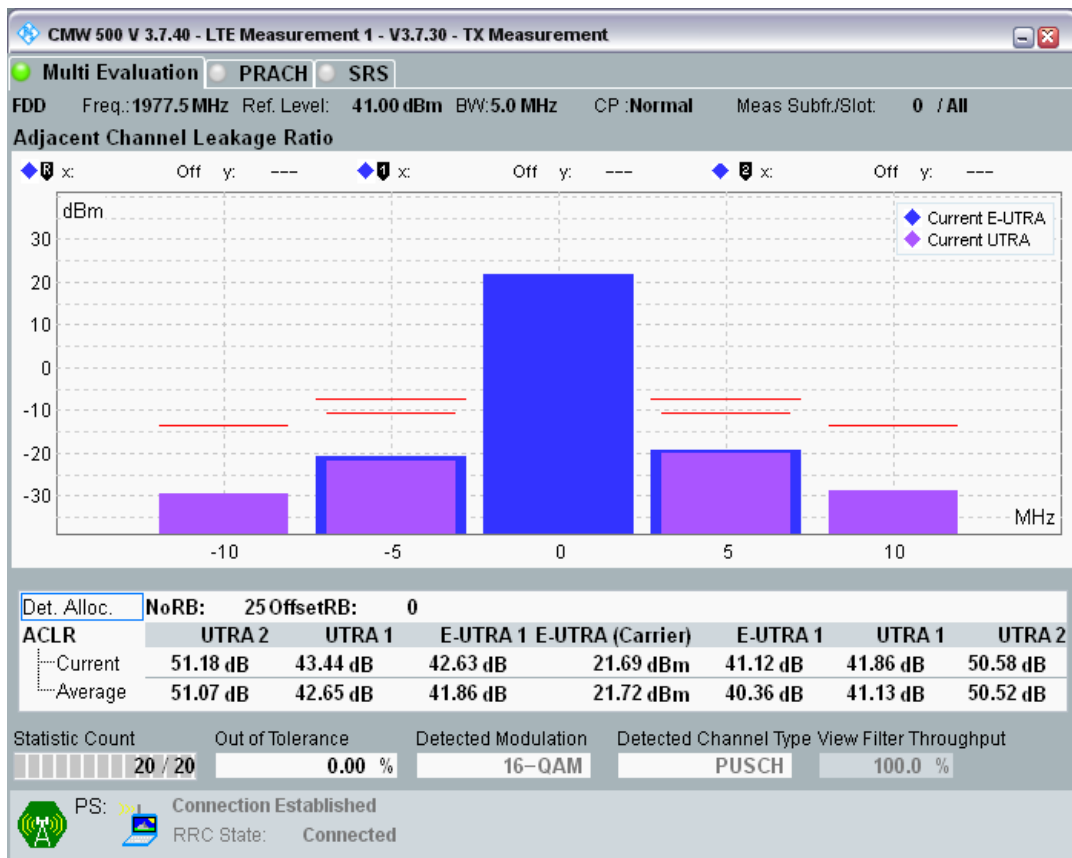 CMW 500 V 3.7.40 - LTE Measurement 1 - V3.7.30 - TX Measurement
Multi Evaluation PRACH SRS
FDD Freq.: 1977.5 MHz Ref. Level: 41.00 dBm BW: 5.0 MHz CP : Normal Meas Subfr./Slot: 0 / All
Adjacent Channel Leakage Ratio
R x: Off y: --- 1 x: Off y: --- 2 x: Off y: ---
dBm
Current E-UTRA
Current UTRA
30
20
10
0
-10
-20
-30
MHz
-10 -5 0 5 10
Det. Alloc. NoRB: 25 OffsetRB: 0
ACLR UTRA 2 UTRA 1 E-UTRA 1 E-UTRA (Carrier) E-UTRA 1 UTRA 1 UTRA 2
Current 51.18 dB 43.44 dB 42.63 dB 21.69 dBm 41.12 dB 41.86 dB 50.58 dB
Average 51.07 dB 42.65 dB 41.86 dB 21.72 dBm 40.36 dB 41.13 dB 50.52 dB
Statistic Count Out of Tolerance Detected Modulation Detected Channel Type View Filter Throughput
20 / 20 0.00 % 16-QAM PUSCH 100.0 %
PS: Connection Established
RRC State: Connected